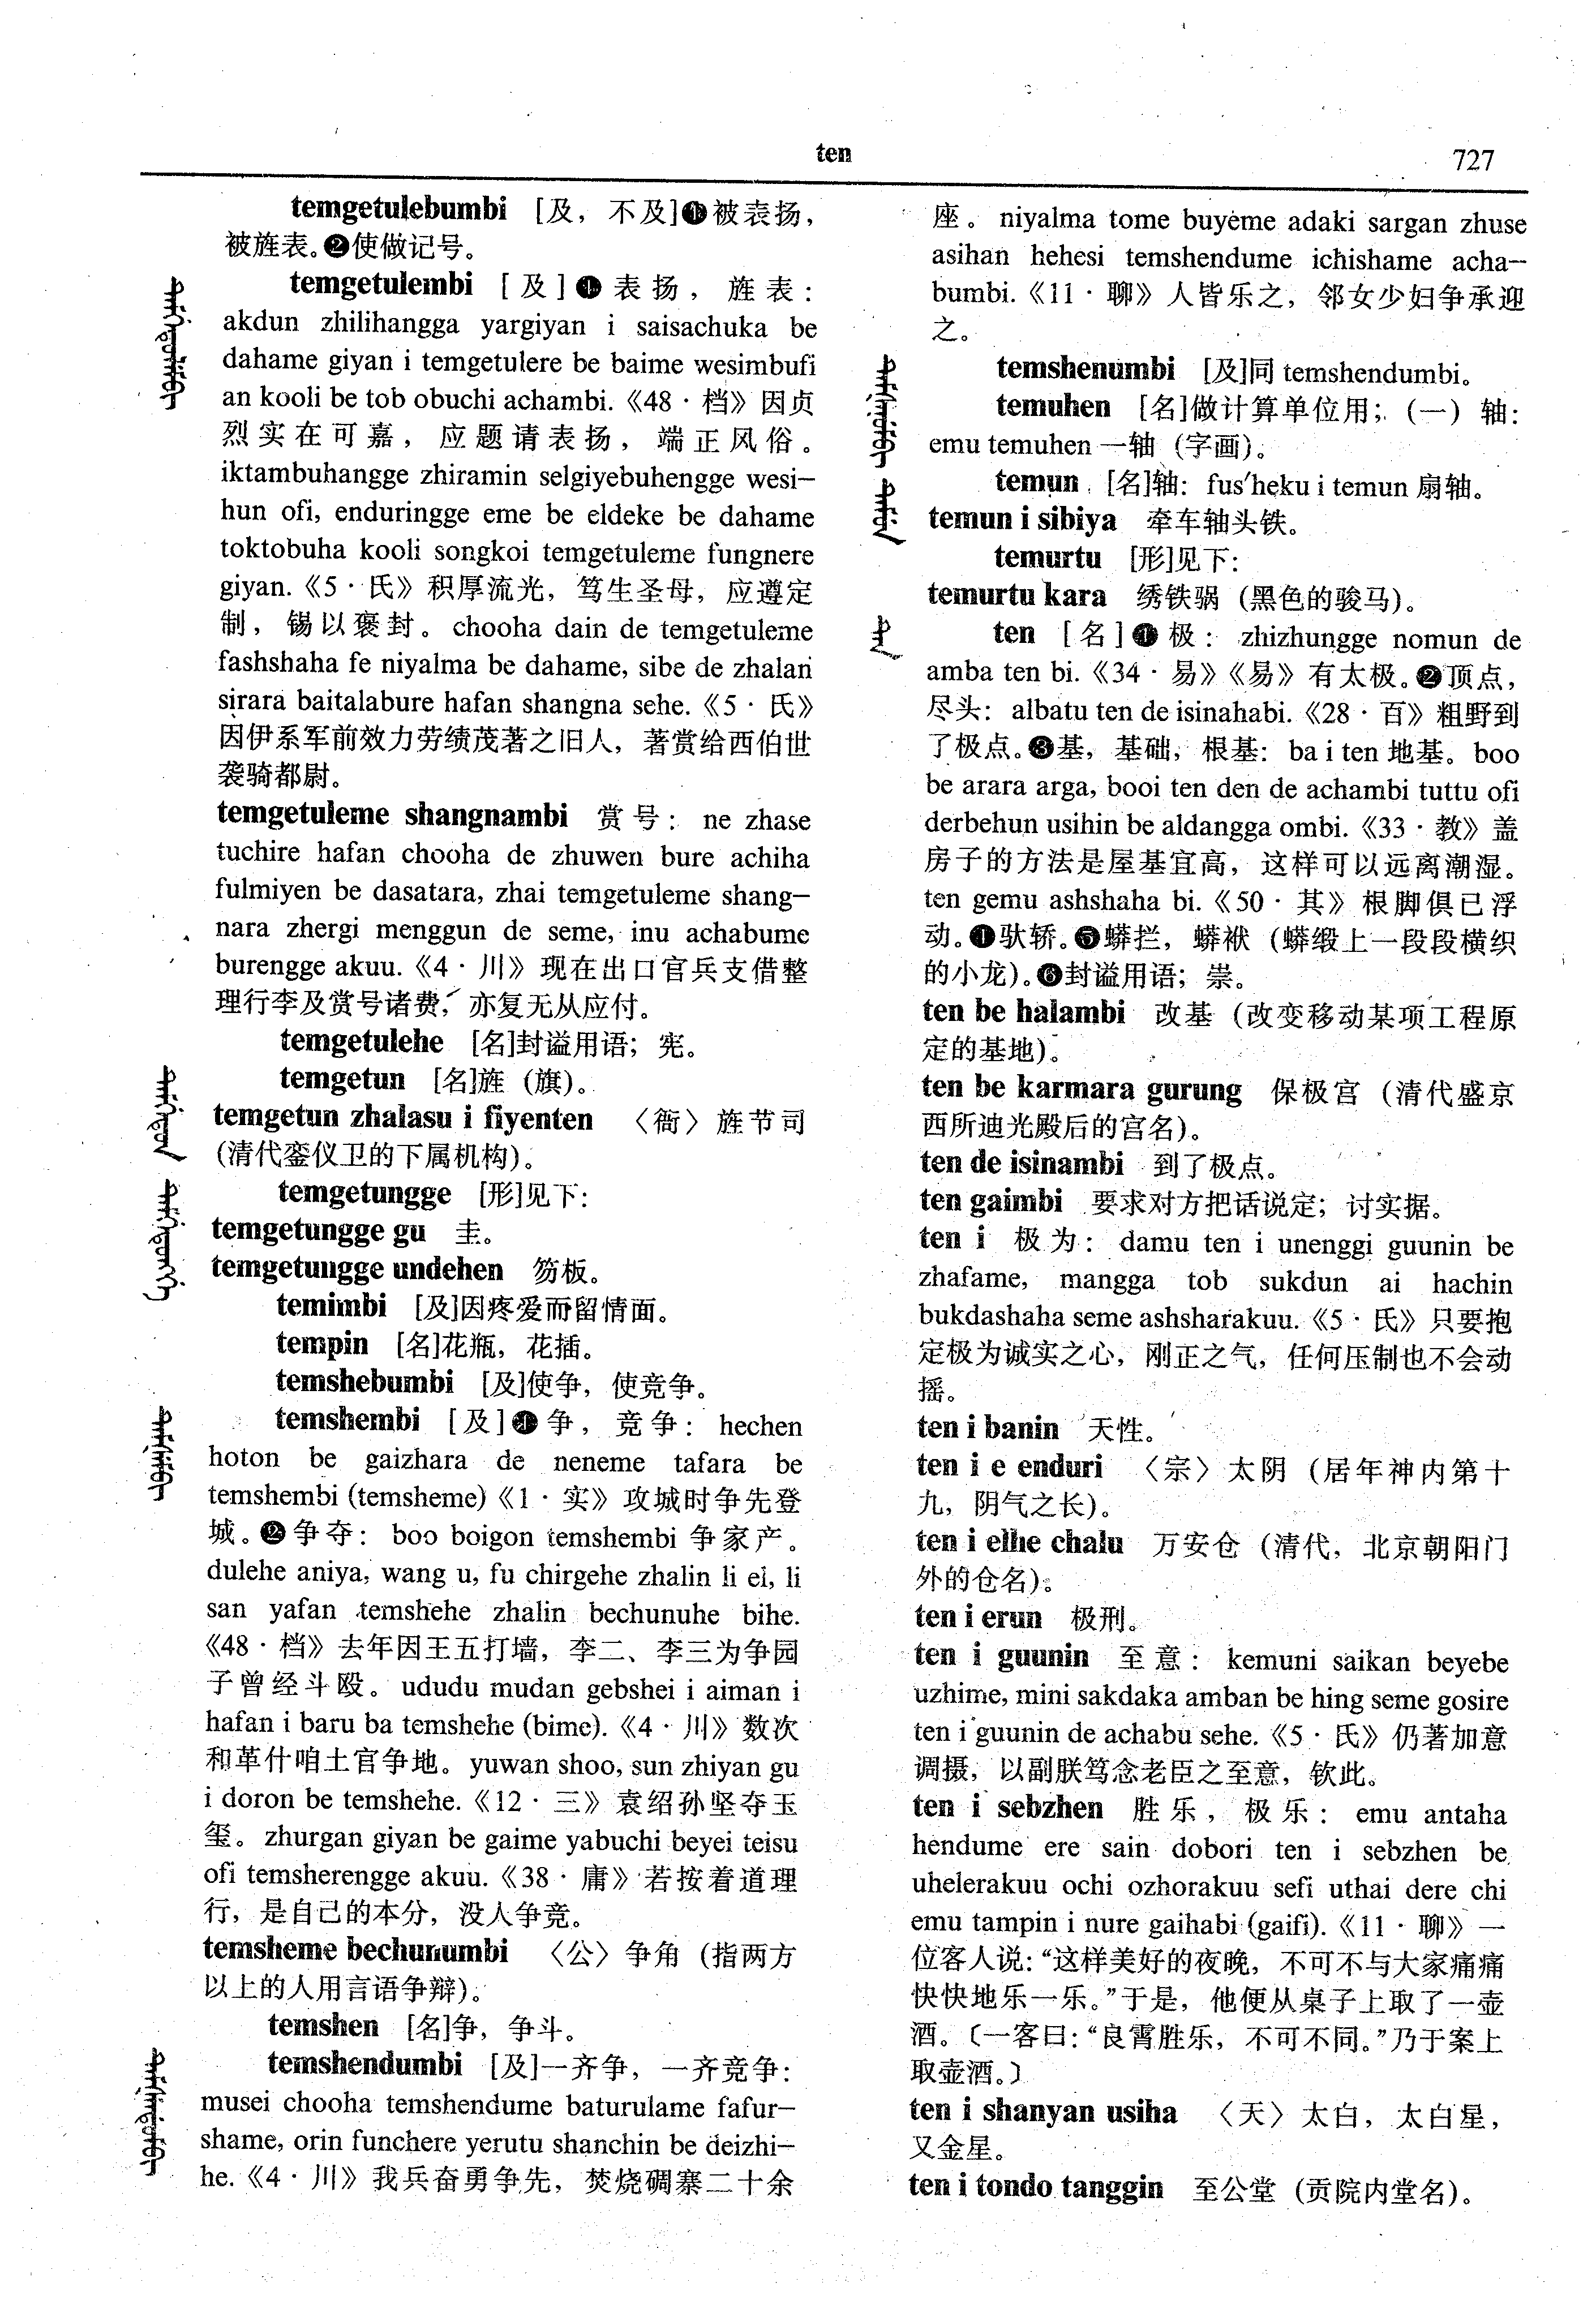 ten
727
temgetulebumbi [及, 不及]❶被表扬,
被旌表。❷使做记号。
temgetulembi [及]❶表扬, 旌表:
akdun zhilihangga yargiyan i saisachuka be
dahame giyan i temgetulere be baime wesimbufi
an kooli be tob obuchi achambi.《48·档》因贞
烈实在可嘉, 应题请表扬, 端正风俗。
iktambuhangge zhiramin selgiyebuhengge wesi—
hun ofi, enduringge eme be eldeke be dahame
toktobuha kooli songkoi temgetuleme fungnere
giyan.《5·氏》积厚流光, 笃生圣母, 应遵定
制, 锡以褒封。chooha dain de temgetuleme
fashshaha fe niyalma be dahame, sibe de zhalan
sirara baitalabure hafan shangna sehe.《5·氏》
因伊系军前效力劳绩茂著之旧人, 著赏给西伯世
袭骑都尉。
temgetuleme shangnambi 赏号: ne zhase
tuchire hafan chooha de zhuwen bure achiha
fulmiyen be dasatara, zhai temgetuleme shang—
nara zhergi menggun de seme, inu achabume
burengge akuu.《4·川》现在出口官兵支借整
理行李及赏号诸费, 亦复无从应付。
temgetulehe [名]封谥用语; 宪。
temgetun [名]旌 (旗)。
temgetun zhalasu i fiyenten 〈衙〉旌节司
(清代銮仪卫的下属机构)。
temgetungge [形]见下:
temgetungge gu 圭。
temgetungge undehen 笏板。
temimbi [及]因疼爱而留情面。
tempin [名]花瓶, 花插。
temshebumbi [及]使争, 使竞争。
temshembi [及]❶争, 竞争: hechen
hoton be gaizhara de neneme tafara be
temshembi (temsheme)《1·实》攻城时争先登
城。❷争夺: boo boigon temshembi 争家产。
dulehe aniya, wang u, fu chirgehe zhalin li el, li
san yafan temshehe zhalin bechunuhe bihe.
《48·档》去年因王五打墙, 李二、李三为争园
子曾经斗殴。ududu mudan gebshei i aiman i
hafan i baru ba temshehe (bime).《4·川》数次
和革什咱土官争地。yuwan shoo, sun zhiyan gu
i doron be temshehe.《12·三》袁绍孙坚夺玉
玺。zhurgan giyan be gaime yabuchi beyei teisu
ofi temsherengge akuu.《38·庸》若按着道理
行, 是自己的本分, 没人争竞。
temsheme bechunumbi 〈公〉争角 (指两方
以上的人用言语争辩)。
temshen [名]争, 争斗。
temshendumbi [及]一齐争, 一齐竞争:
musei chooha temshendume baturulame fafur—
shame, orin funchere yerutu shanchin be deizhi—
he.《4·川》我兵奋勇争先, 焚烧碉寨二十余
座。niyalma tome buyeme adaki sargan zhuse
asihan hehesi temshendume ichishame acha—
bumbi.《11·聊》人皆乐之, 邻女少妇争承迎
之。
temshenumbi [及]同 temshendumbi。
temuhen [名]做计算单位用; (一) 轴:
emu temuhen 一轴 (字画)。
temun [名]轴: fus'heku i temun 扇轴。
temun i sibiya 牵车轴头铁。
temurtu [形]见下:
temurtu kara 绣铁骊 (黑色的骏马)。
ten [名]❶极: zhizhungge nomun de
amba ten bi.《34·易》《易》有太极。❷顶点,
尽头: albatu ten de isinahabi.《28·百》粗野到
了极点。❸基, 基础, 根基: ba i ten 地基。boo
be arara arga, booi ten den de achambi tuttu ofi
derbehun usihin be aldangga ombi.《33·教》盖
房子的方法是屋基宜高, 这样可以远离潮湿。
ten gemu ashshaha bi.《50·其》根脚俱已浮
动。❹驮轿。❺蟒拦, 蟒袱 (蟒缎上一段段横织
的小龙)。❻封谥用语; 崇。
ten be halambi 改基 (改变移动某项工程原
定的基地)。
ten be karmara gurung 保极宫 (清代盛京
西所迪光殿后的宫名)。
ten de isinambi 到了极点。
ten gaimbi 要求对方把话说定; 讨实据。
ten i 极为: damu ten i unenggi guunin be
zhafame, mangga tob sukdun ai hachin
bukdashaha seme ashsharakuu.《5·氏》只要抱
定极为诚实之心, 刚正之气, 任何压制也不会动
摇。
ten i banin 天性。
ten i e enduri 〈宗〉太阴 (居年神内第十
九, 阴气之长)。
ten i elhe chalu 万安仓 (清代, 北京朝阳门
外的仓名)。
ten i erun 极刑。
ten i guunin 至意: kemuni saikan beyebe
uzhime, mini sakdaka amban be hing seme gosire
ten i guunin de achabu sehe.《5·氏》仍著加意
调摄, 以副朕笃念老臣之至意, 钦此。
ten i sebzhen 胜乐, 极乐: emu antaha
hendume ere sain dobori ten i sebzhen be
uhelerakuu ochi ozhorakuu sefi uthai dere chi
emu tampin i nure gaihabi (gaifi).《11·聊》一
位客人说: “这样美好的夜晚, 不可不与大家痛痛
快快地乐一乐。”于是, 他便从桌子上取了一壶
酒。〔一客曰: “良霄胜乐, 不可不同。”乃于案上
取壶酒。〕
ten i shanyan usiha 〈天〉太白, 太白星,
又金星。
ten i tondo tanggin 至公堂 (贡院内堂名)。